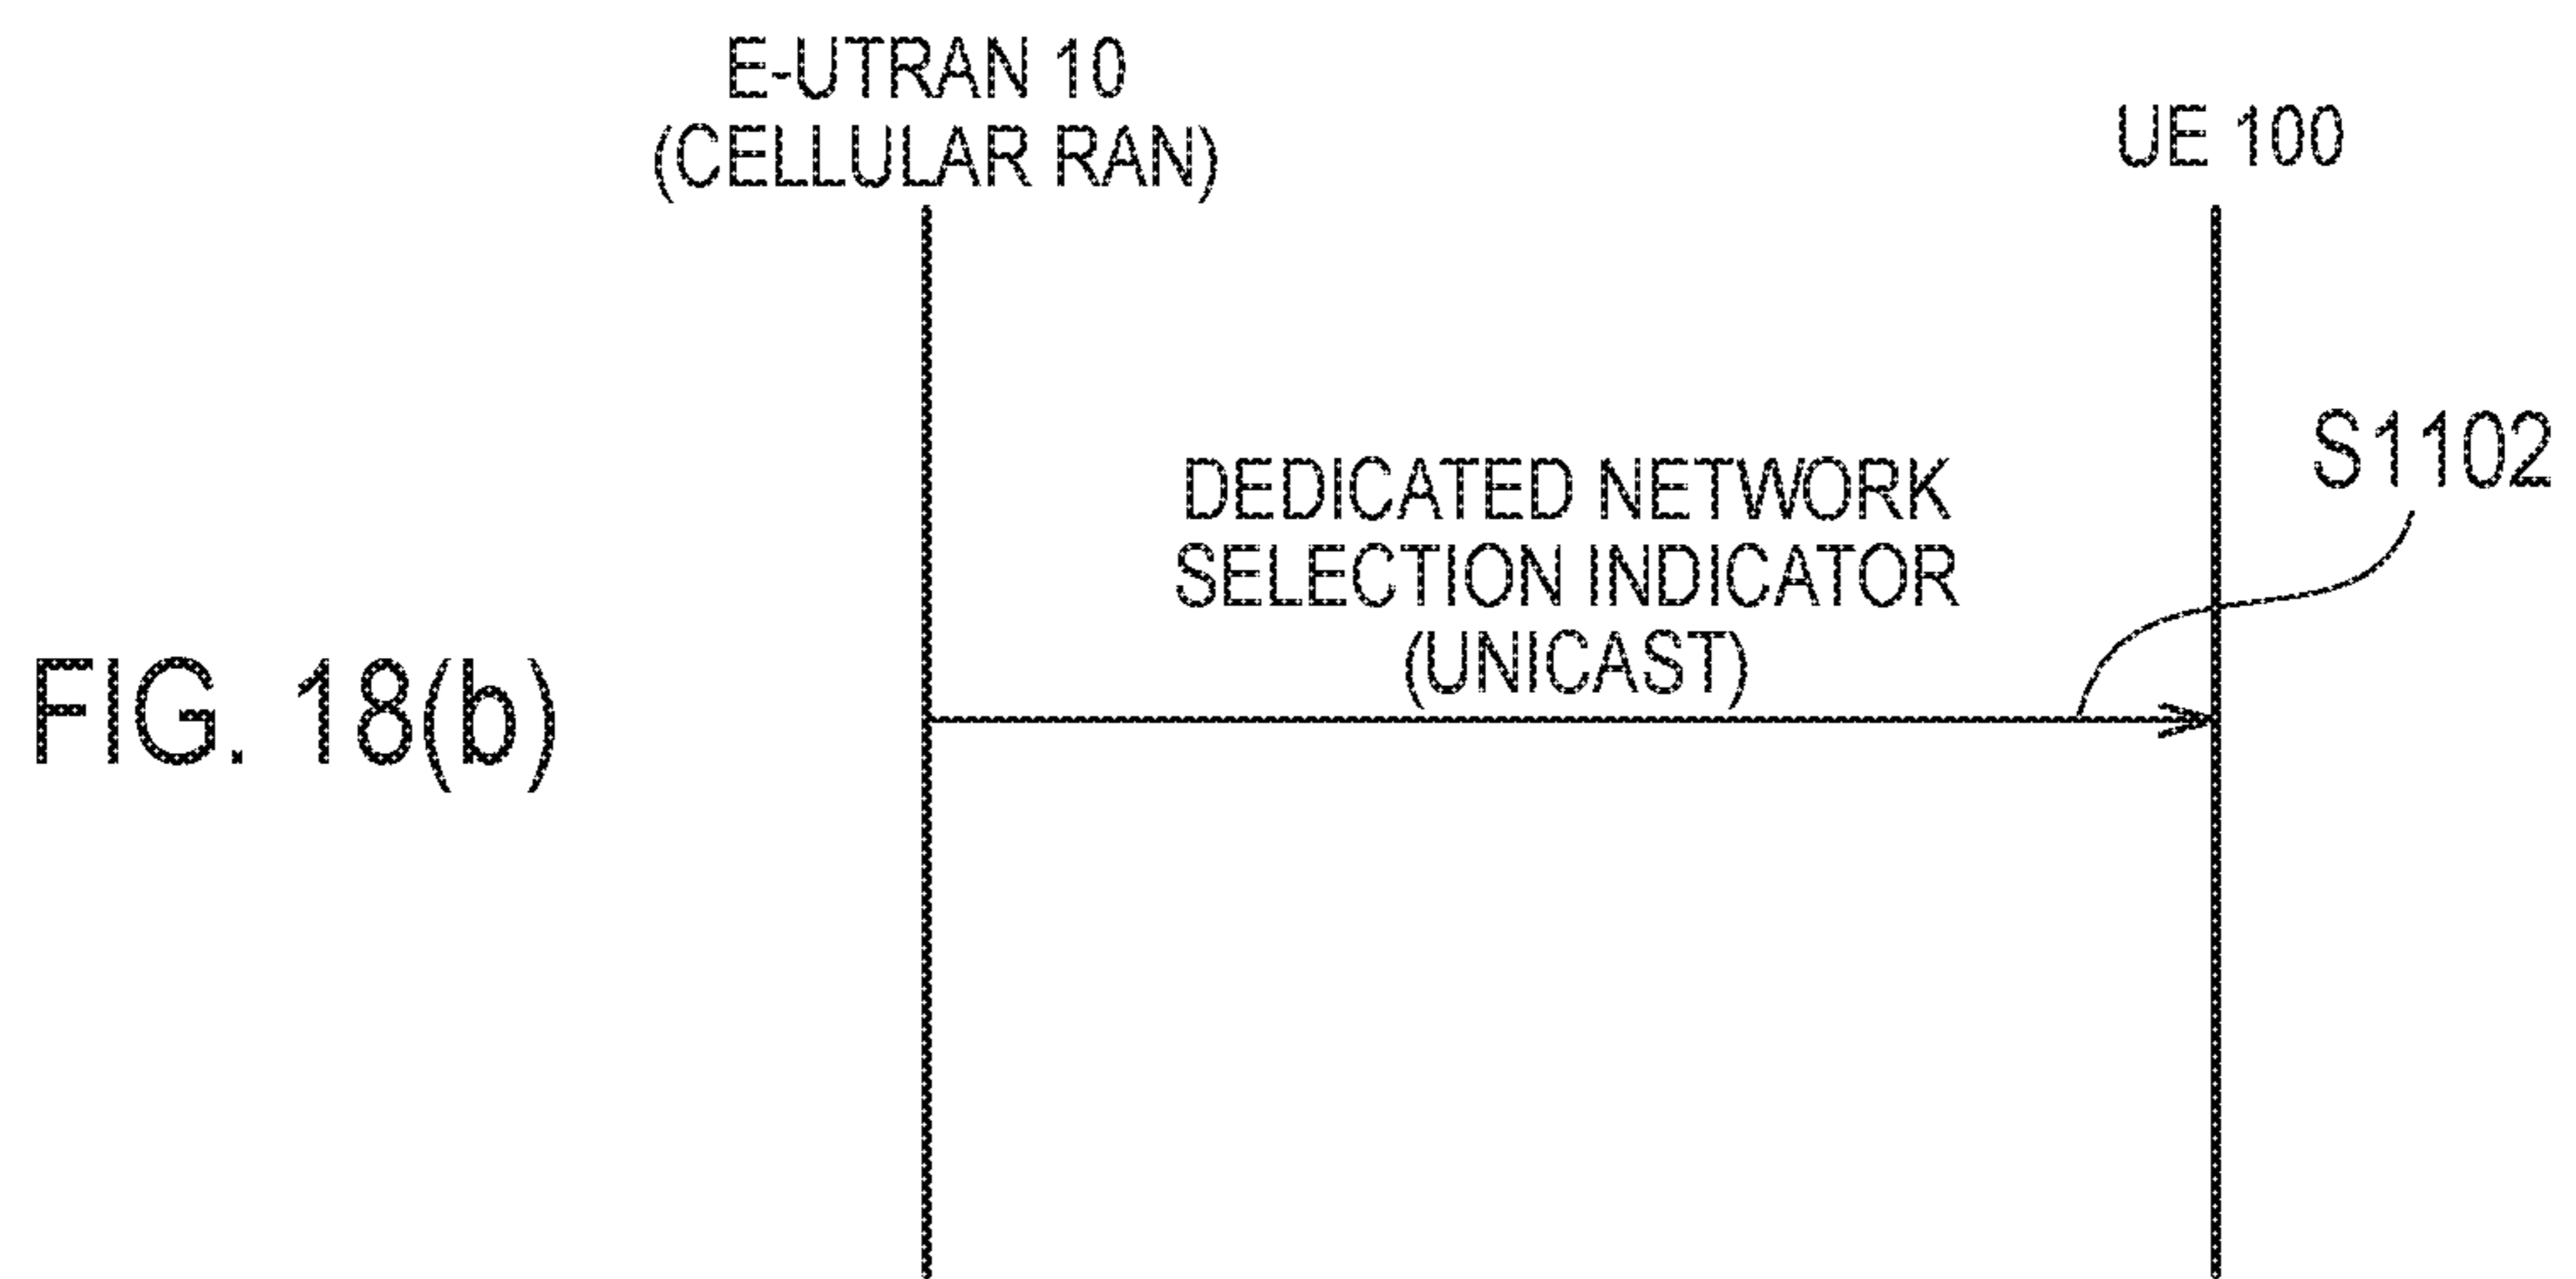 E-UTRAN 10
(CELLULAR RAN)
UE 100
S1102
DEDICATED NETWORK
SELECTION INDICATOR
(UNICAST)
FIG. 18(b)